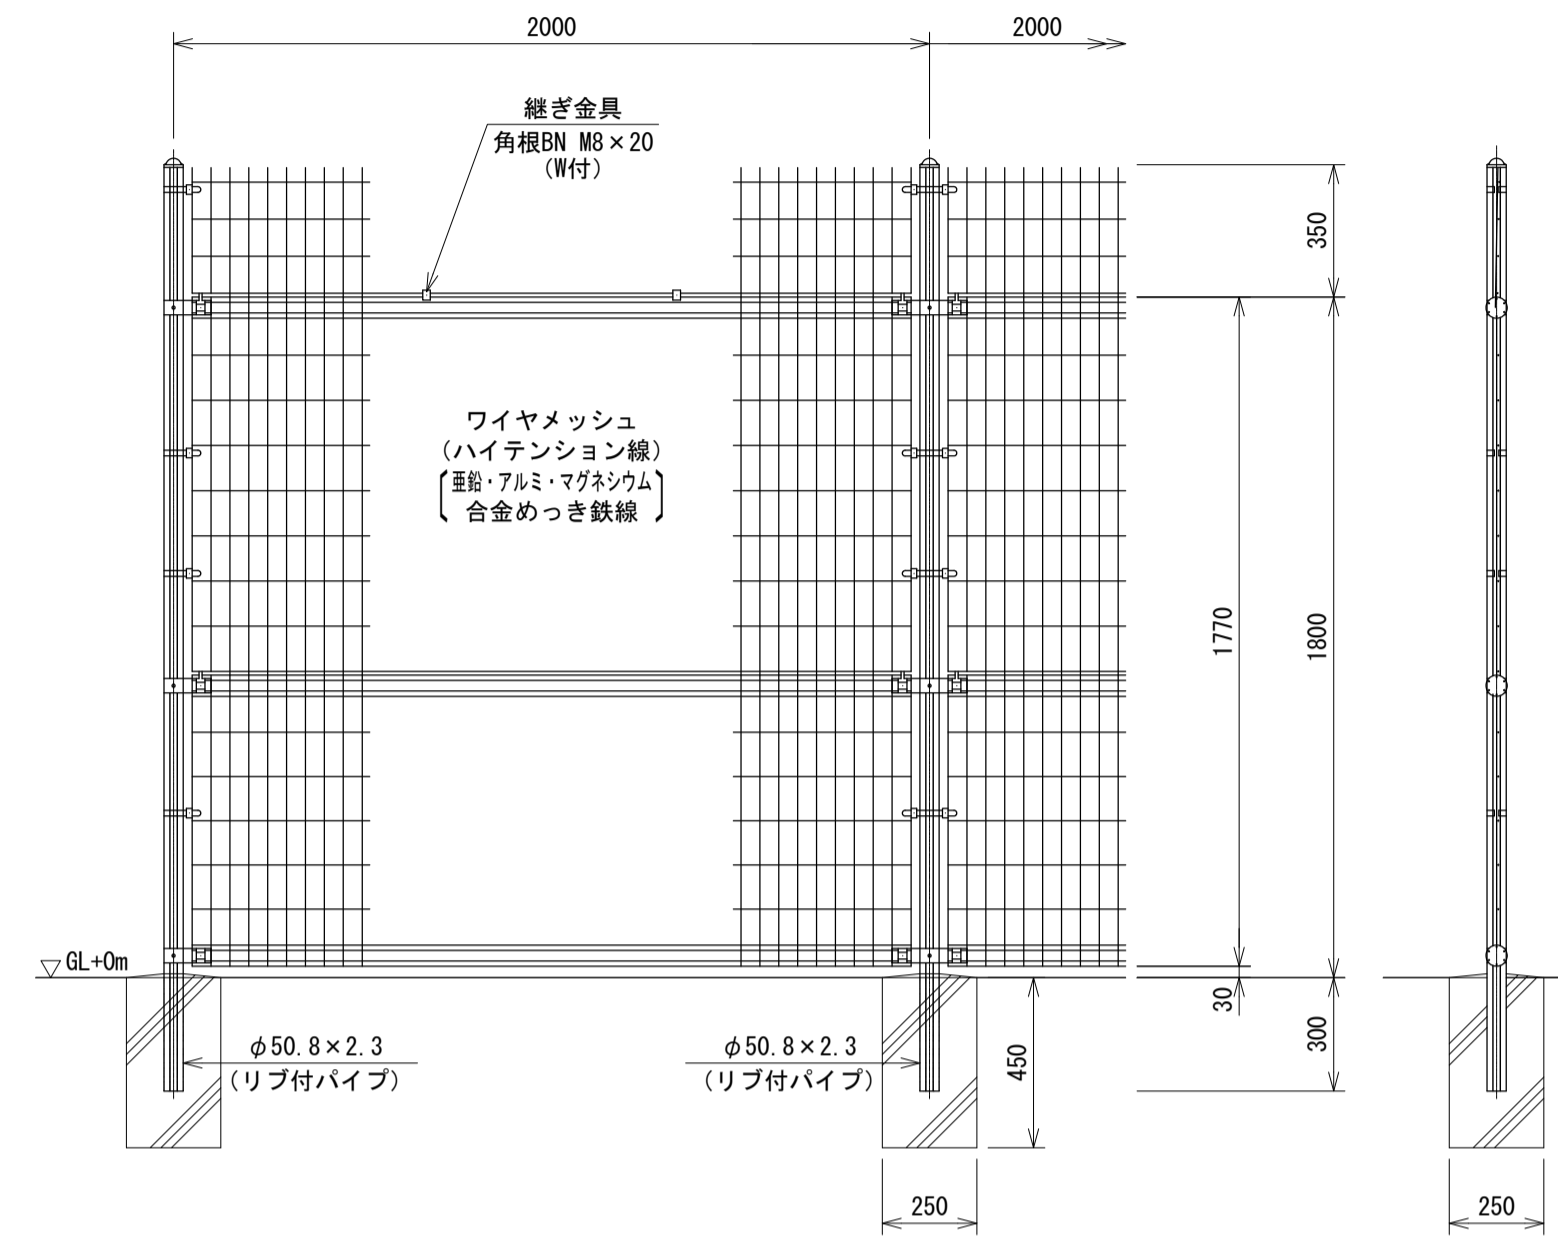 2000
2000
継ぎ金具
角根BN M8×20
(W付)
350
ワイヤメッシュ
(ハイテンション線)
亜鉛・アルミ・マグネシウム
合金めっき鉄線
1770
1800
GL+0m
30
300
φ50.8×2.3
(リブ付パイプ)
φ50.8×2.3
(リブ付パイプ)
450
250
250